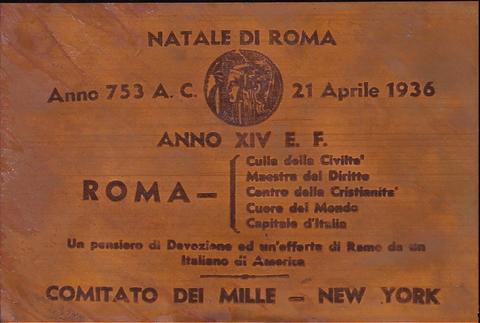 NATALE DI ROMA
Anno 753 A. C. 21 Aprile 1936
ANNO XIV E. F.
ROMA —
Culla della Civilta'
Maestra del Diritto
Centro della Cristianita'
Cuore del Mondo
Capitale d'Italia
Un pensiero di Devozione ed un'offerta di Rame da un
Italiano di America
COMITATO DEI MILLE — NEW YORK